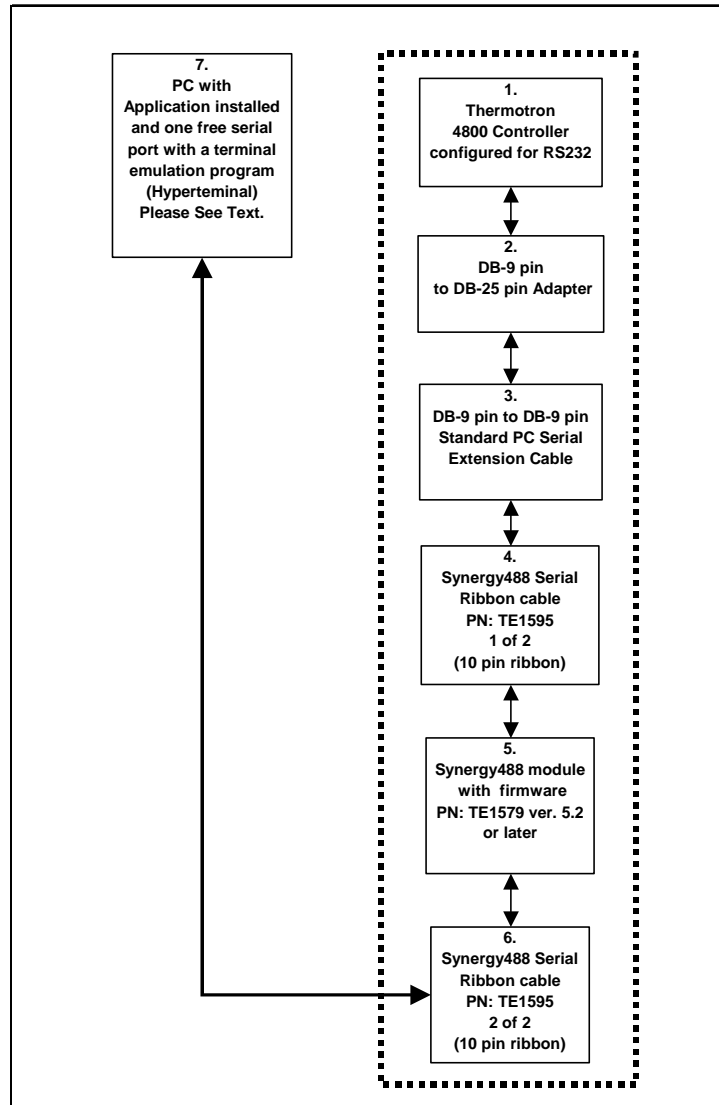 7.
PC with
Application installed
and one free serial
port with a terminal
emulation program
(Hyperteminal)
Please See Text.
1.
Thermotron
4800 Controller
configured for RS232
2.
DB-9 pin
to DB-25 pin Adapter
3.
DB-9 pin to DB-9 pin
Standard PC Serial
Extension Cable
4.
Synergy488 Serial
Ribbon cable
PN: TE1595
1 of 2
(10 pin ribbon)
5.
Synergy488 module
with firmware
PN: TE1579 ver. 5.2
or later
6.
Synergy488 Serial
Ribbon cable
PN: TE1595
2 of 2
(10 pin ribbon)